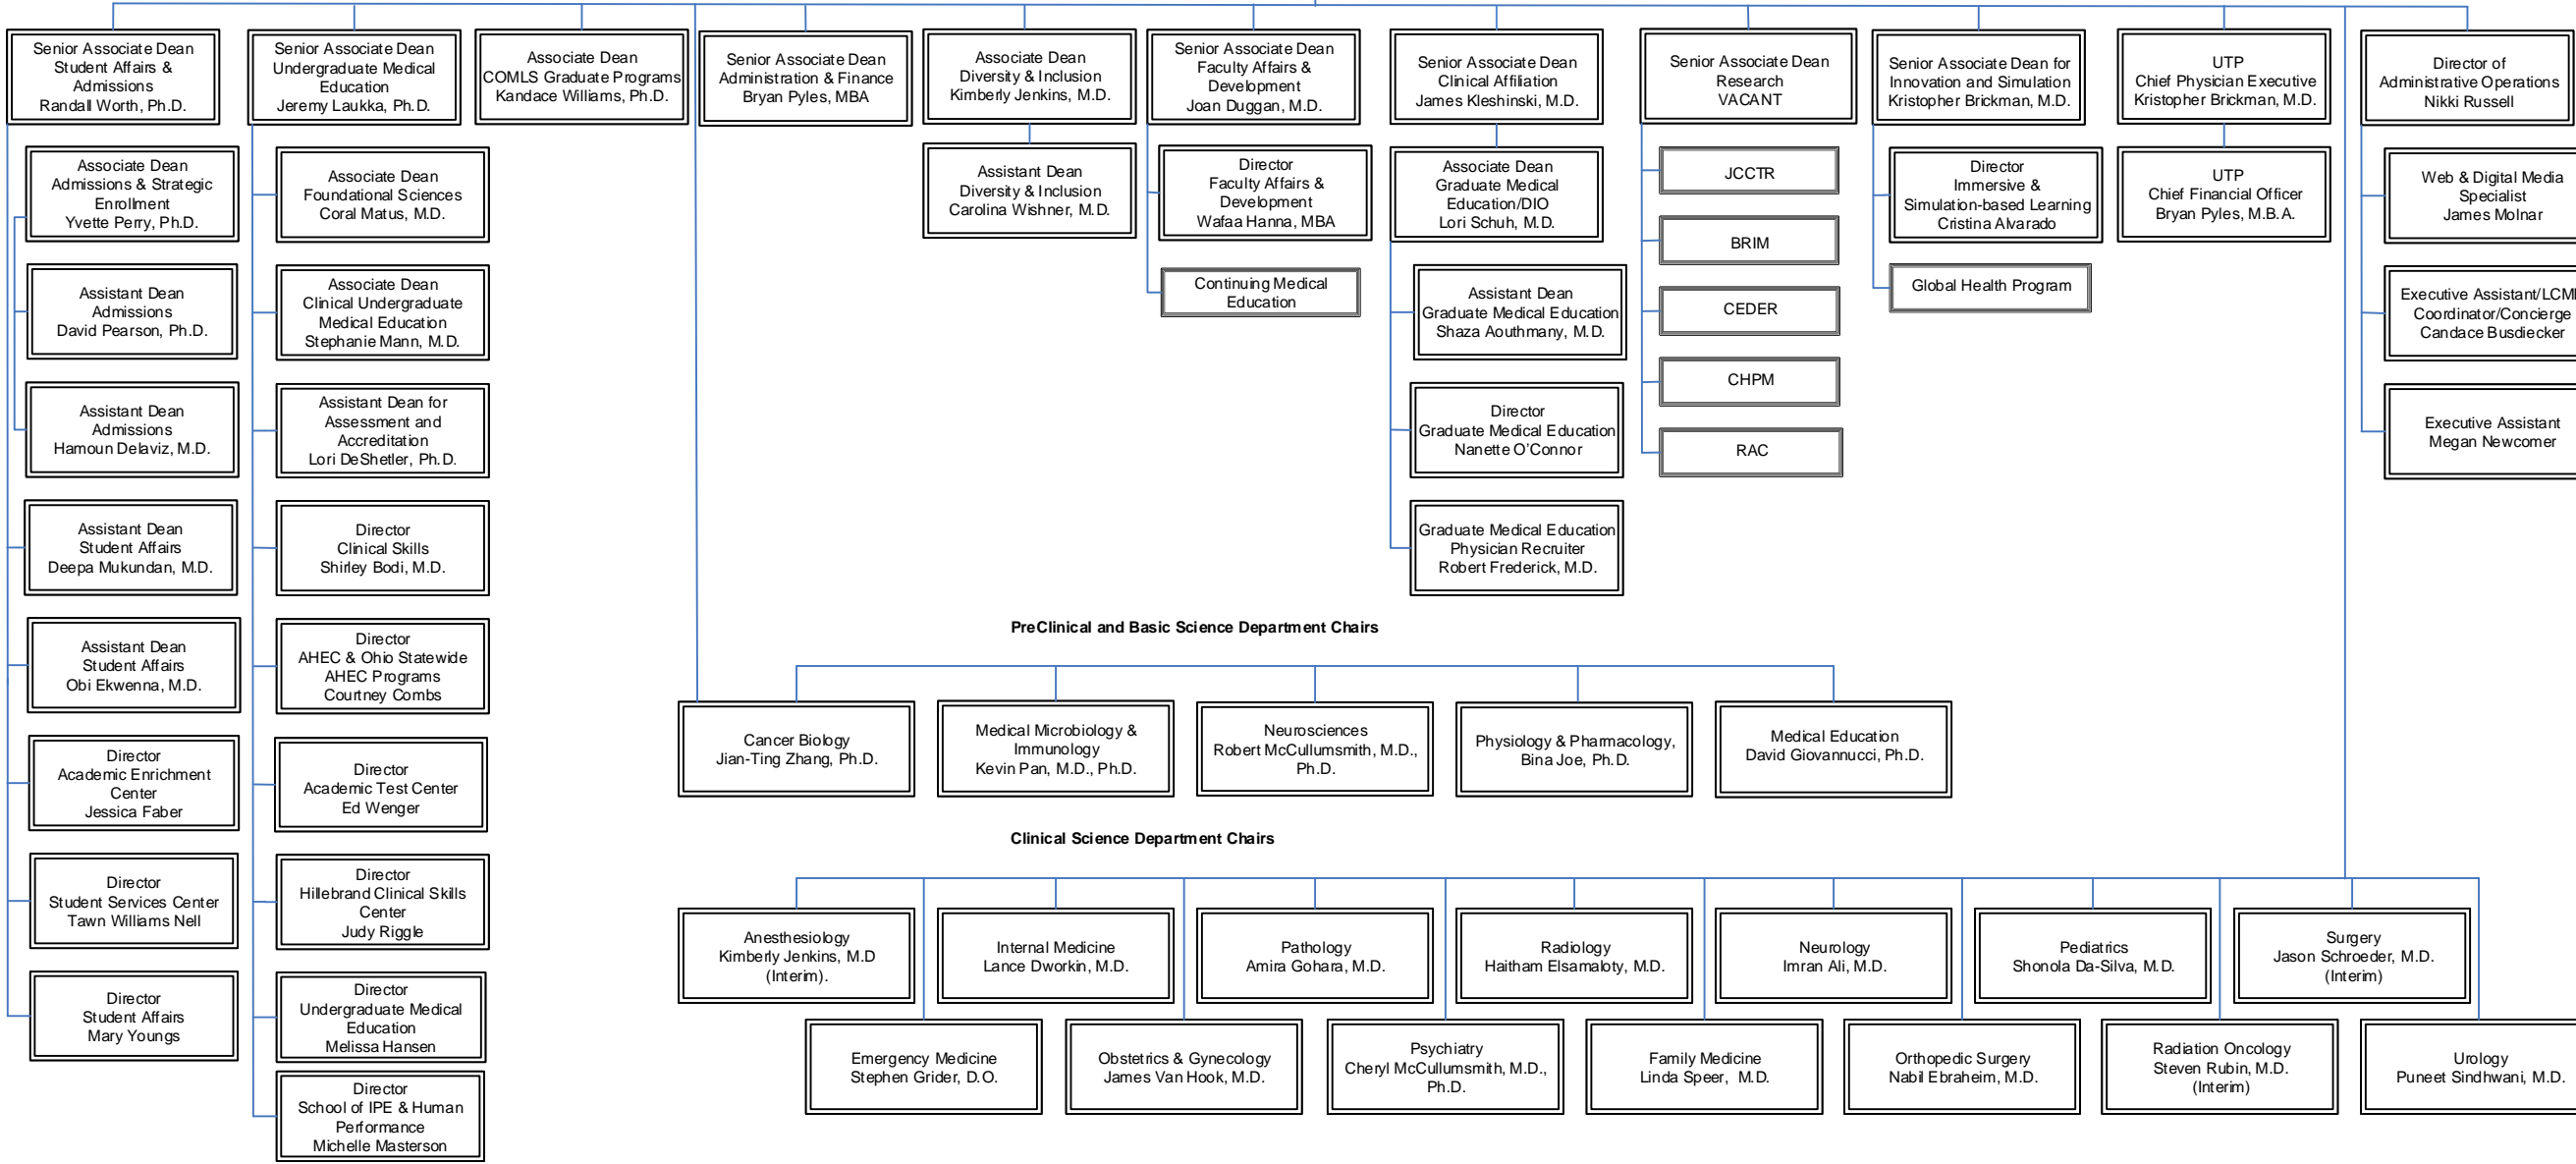 Senior Associate Dean
Student Affairs &
Admissions
Randall Worth, Ph.D.
Senior Associate Dean
Undergraduate Medical
Education
Jeremy Laukka, Ph.D.
Associate Dean
COMLS Graduate Programs
Kandace Williams, Ph.D.
Senior Associate Dean
Administration & Finance
Bryan Pyles, MBA
Associate Dean
Diversity & Inclusion
Kimberly Jenkins, M.D.
Senior Associate Dean
Faculty Affairs &
Development
Joan Duggan, M.D.
Senior Associate Dean
Clinical Affiliation
James Kleshinski, M.D.
Senior Associate Dean
Research
VACANT
Senior Associate Dean for
Innovation and Simulation
Kristopher Brickman, M.D.
UTP
Chief Physician Executive
Kristopher Brickman, M.D.
Director of
Administrative Operations
Nikki Russell
Associate Dean
Admissions & Strategic
Enrollment
Yvette Perry, Ph.D.
Assistant Dean
Admissions
David Pearson, Ph.D.
Assistant Dean
Admissions
Hamoun Delaviz, M.D.
Assistant Dean
Student Affairs
Deepa Mukundan, M.D.
Assistant Dean
Student Affairs
Obi Ekwenna, M.D.
Director
Academic Enrichment
Center
Jessica Faber
Director
Student Services Center
Tawn Williams Nell
Director
Student Affairs
Mary Youngs
Associate Dean
Foundational Sciences
Coral Matus, M.D.
Associate Dean
Clinical Undergraduate
Medical Education
Stephanie Mann, M.D.
Assistant Dean for
Assessment and
Accreditation
Lori DeShetler, Ph.D.
Director
Clinical Skills
Shirley Bodi, M.D.
Director
AHEC & Ohio Statewide
AHEC Programs
Courtney Combs
Director
Academic Test Center
Ed Wenger
Director
Hillebrand Clinical Skills
Center
Judy Riggle
Director
Undergraduate Medical
Education
Melissa Hansen
Director
School of IPE & Human
Performance
Michelle Masterson
Assistant Dean
Diversity & Inclusion
Carolina Wishner, M.D.
Director
Faculty Affairs &
Development
Wafaa Hanna, MBA
Continuing Medical
Education
Associate Dean
Graduate Medical
Education/DIO
Lori Schuh, M.D.
Assistant Dean
Graduate Medical Education
Shaza Aouthmany, M.D.
Director
Graduate Medical Education
Nanette O'Connor
Graduate Medical Education
Physician Recruiter
Robert Frederick, M.D.
JCCTR
BRIM
CEDER
CHPM
RAC
Director
Immersive &
Simulation-based Learning
Cristina Alvarado
Global Health Program
UTP
Chief Financial Officer
Bryan Pyles, M.B.A.
Web & Digital Media
Specialist
James Molnar
Executive Assistant/LCM
Coordinator/Concierge
Candace Busdiecker
Executive Assistant
Megan Newcomer
PreClinical and Basic Science Department Chairs
Cancer Biology
Jian-Ting Zhang, Ph.D.
Medical Microbiology &
Immunology
Kevin Pan, M.D., Ph.D.
Neurosciences
Robert McCullumsmith, M.D.,
Ph.D.
Physiology & Pharmacology,
Bina Joe, Ph.D.
Medical Education
David Giovannucci, Ph.D.
Clinical Science Department Chairs
Anesthesiology
Kimberly Jenkins, M.D
(Interim).
Internal Medicine
Lance Dworkin, M.D.
Pathology
Amira Gohara, M.D.
Radiology
Haitham Elsamaloty, M.D.
Neurology
Imran Ali, M.D.
Pediatrics
Shonola Da-Silva, M.D.
Surgery
Jason Schroeder, M.D.
(Interim)
Emergency Medicine
Stephen Grider, D.O.
Obstetrics & Gynecology
James Van Hook, M.D.
Psychiatry
Cheryl McCullumsmith, M.D.,
Ph.D.
Family Medicine
Linda Speer, M.D.
Orthopedic Surgery
Nabil Ebraheim, M.D.
Radiation Oncology
Steven Rubin, M.D.
(Interim)
Urology
Puneet Sindhwani, M.D.